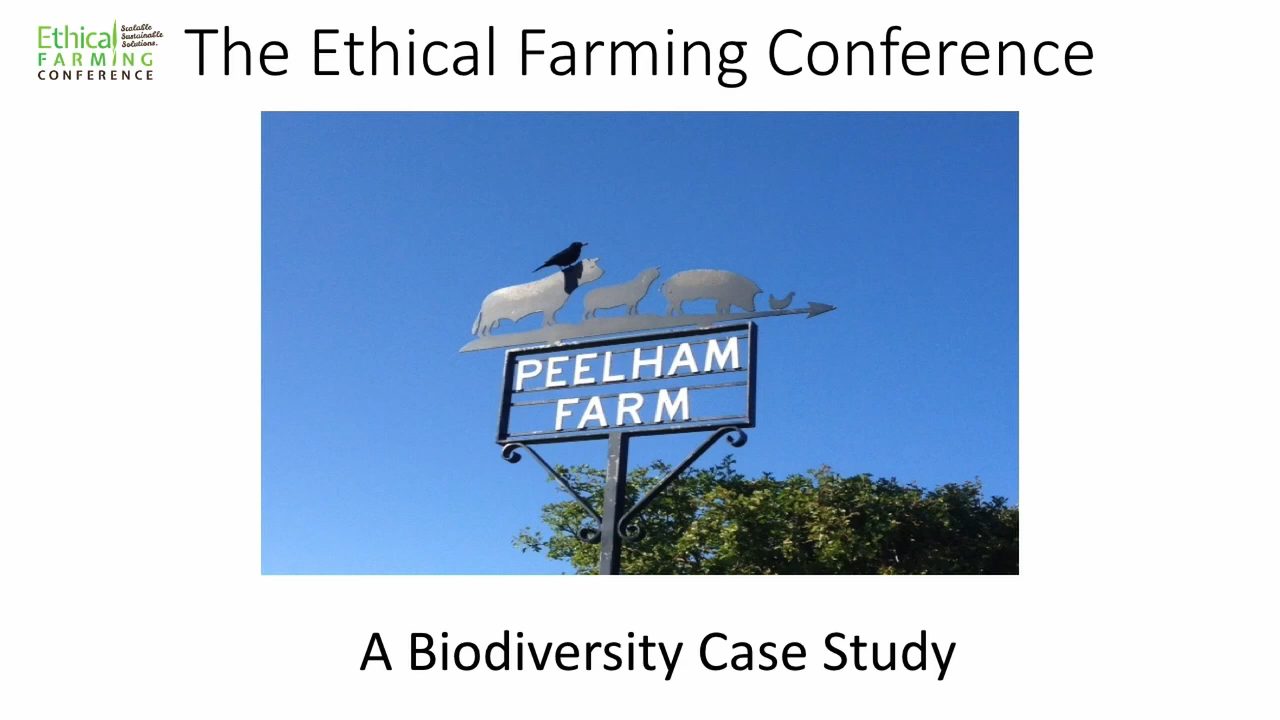 Ethical
FARMING
CONFERENCE
Scalable
Sustainable
Solutions.
The Ethical Farming Conference
PEELHAM
FARM
A Biodiversity Case Study